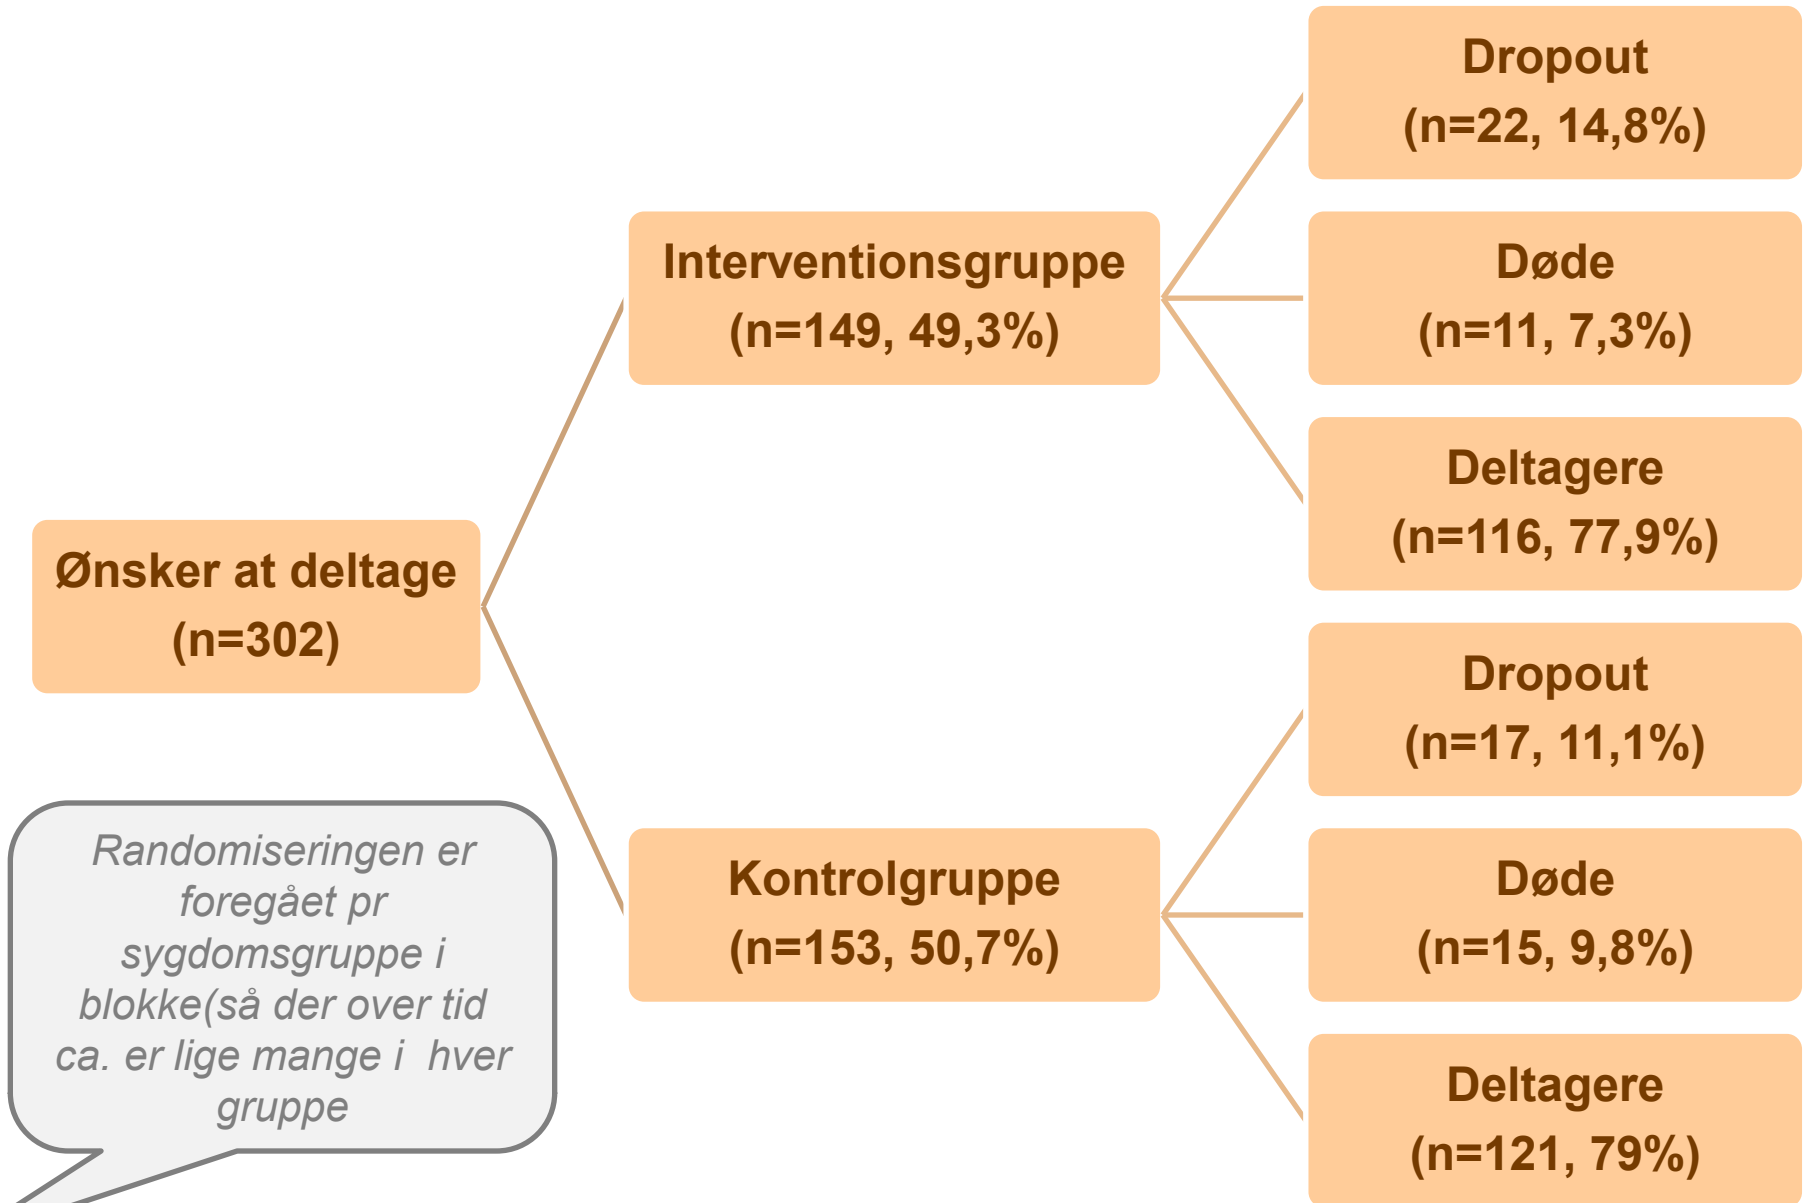 Ønsker at deltage
(n=302)
Interventionsgruppe
(n=149, 49,3%)
Dropout
(n=22, 14,8%)
Døde
(n=11, 7,3%)
Deltagere
(n=116, 77,9%)
Kontrolgruppe
(n=153, 50,7%)
Dropout
(n=17, 11,1%)
Døde
(n=15, 9,8%)
Deltagere
(n=121, 79%)
Randomiseringen er
foregået pr
sygdomsgruppe i
blokke(så der over tid
ca. er lige mange i  hver
gruppe